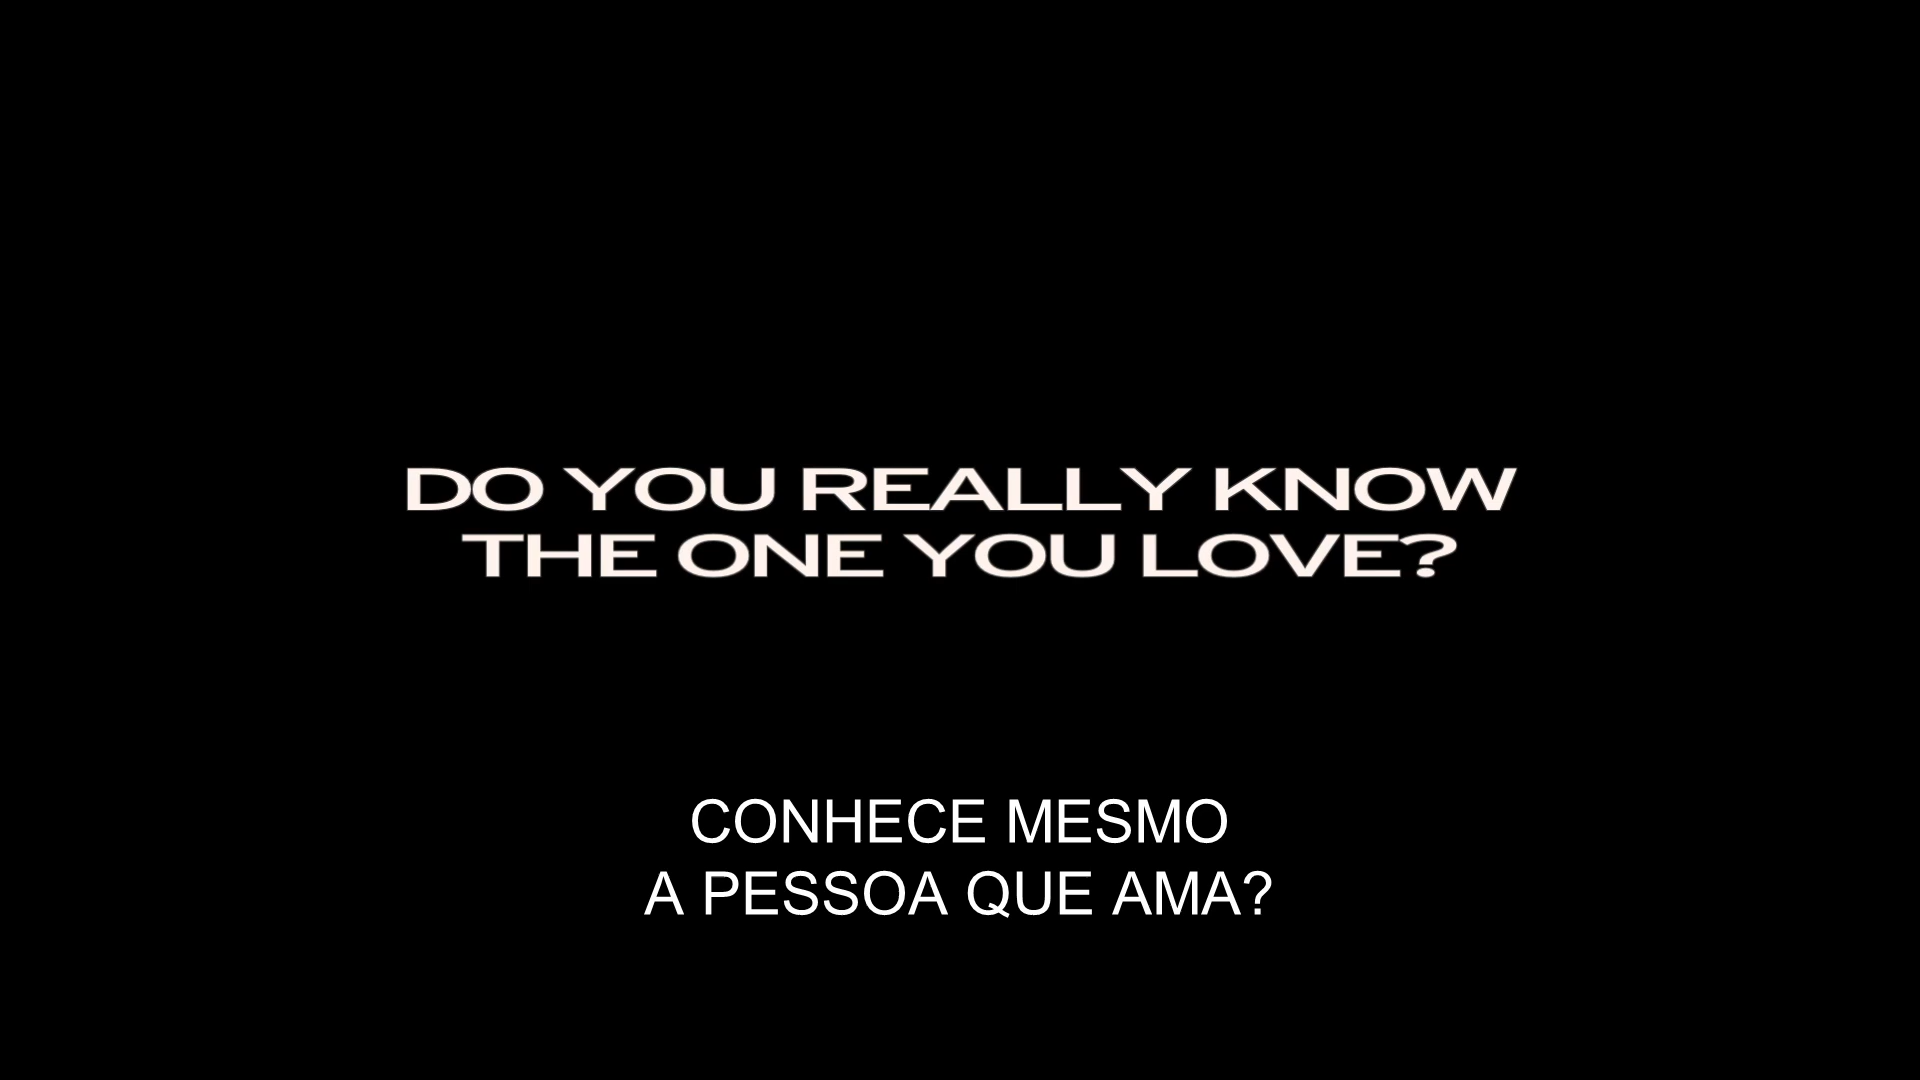 DO YOU REALLY KNOW
THE ONE YOU LOVE?
CONHECE MESMO
A PESSOA QUE AMA?